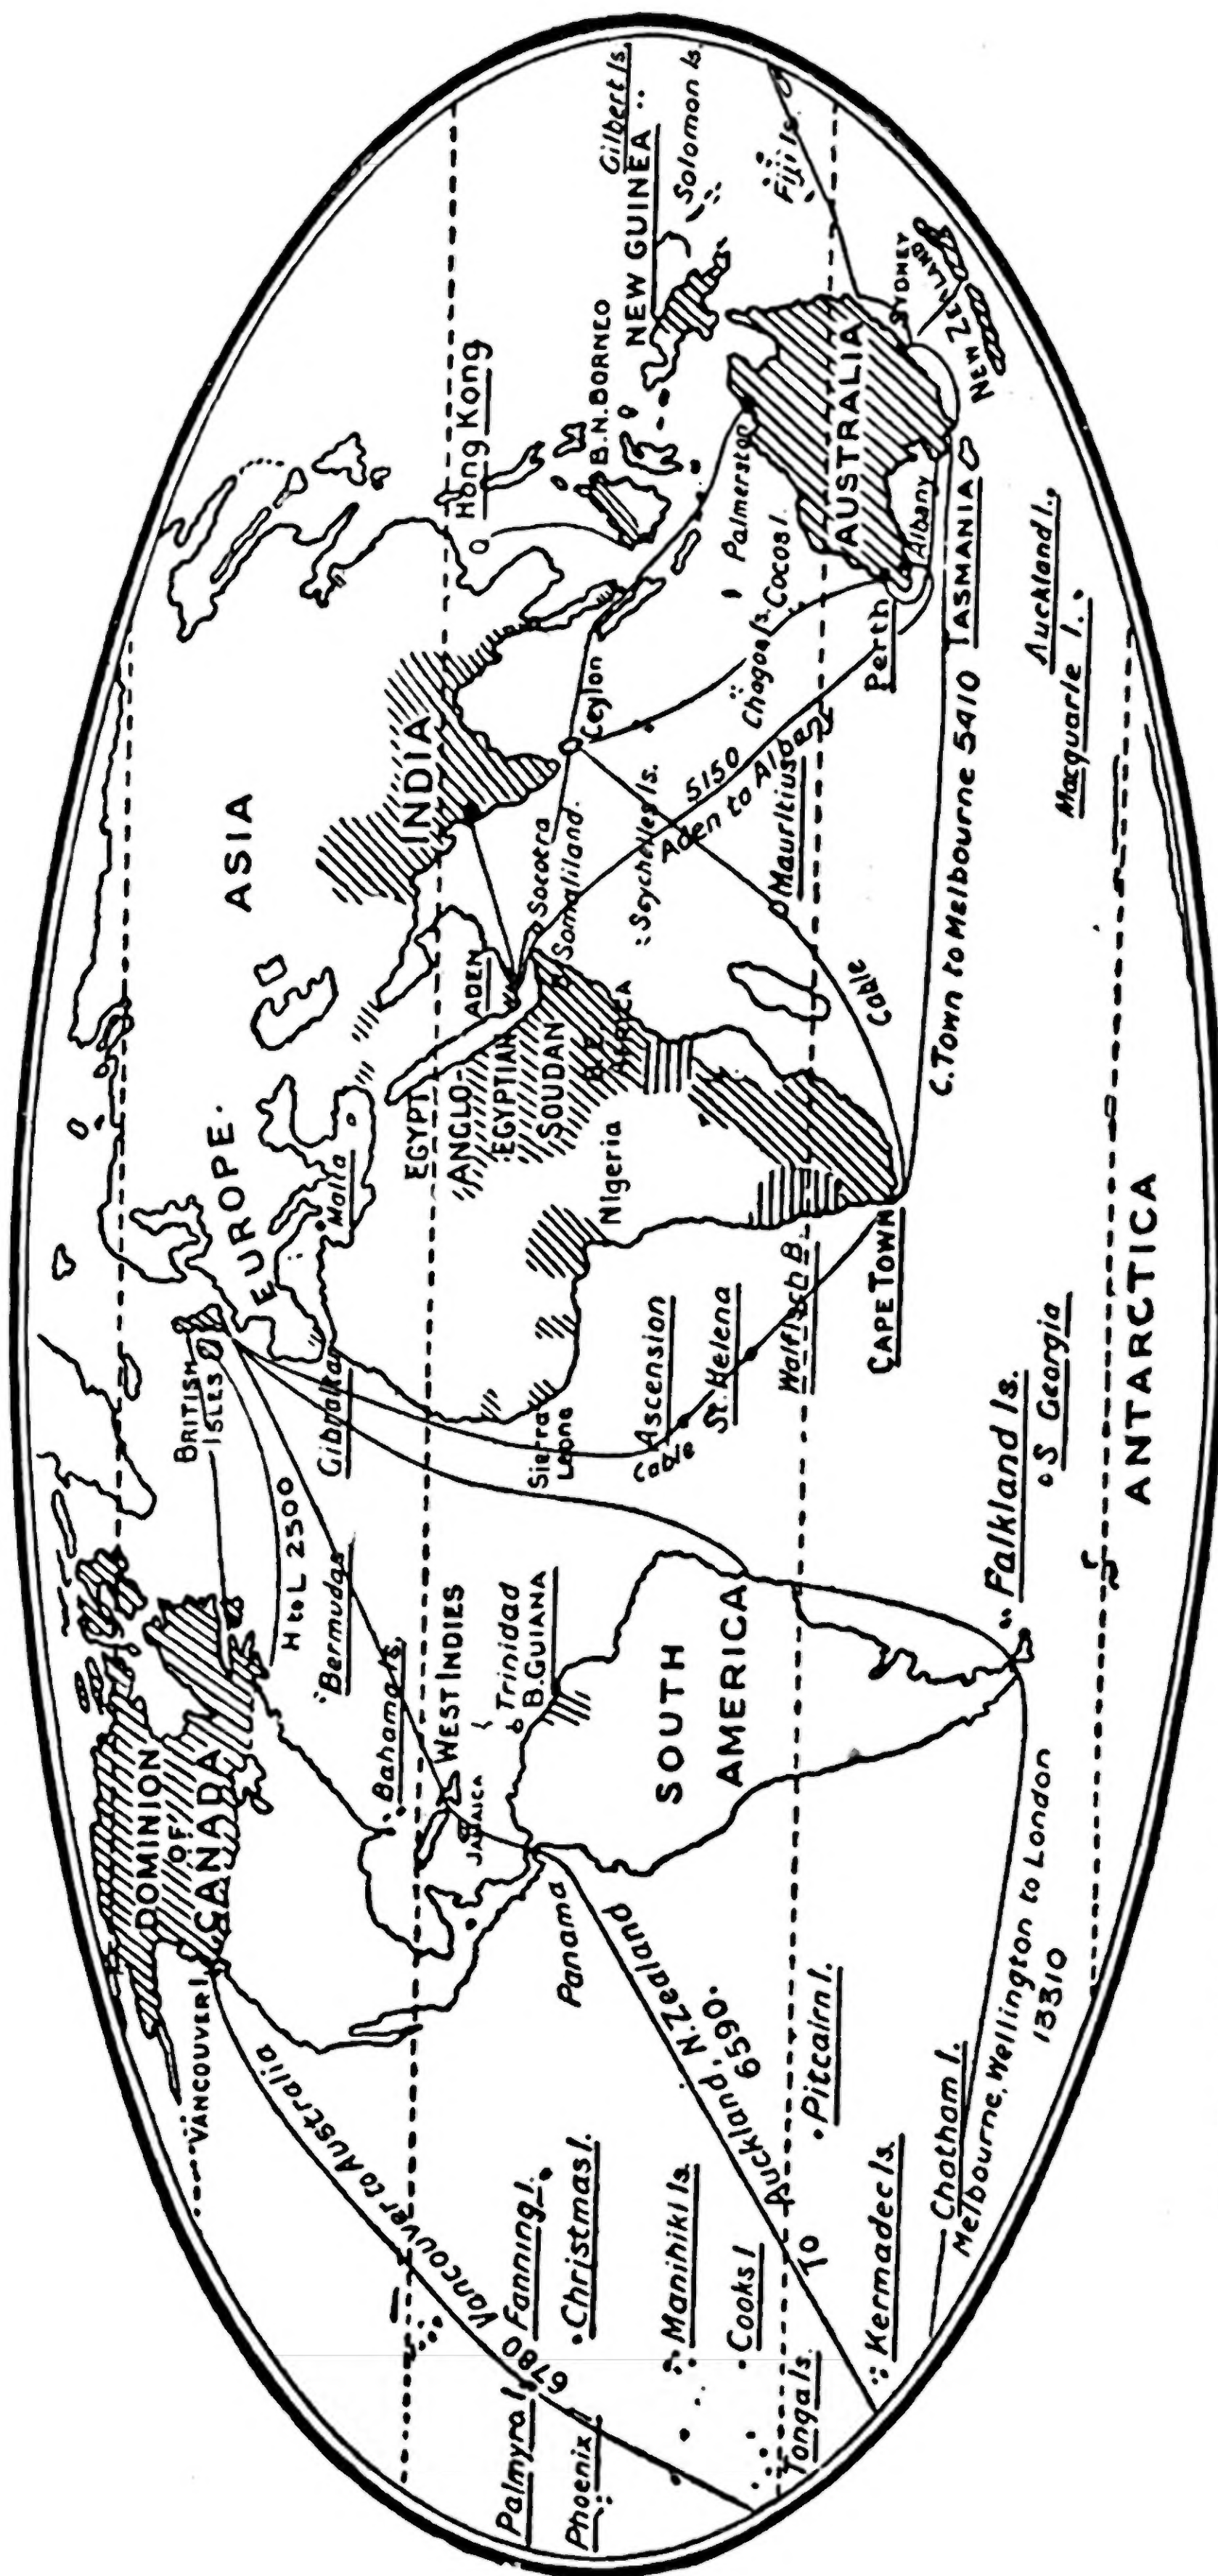 DOMINION
OF
CANADA
VANCOUVER I.
Vancouver to Australia
6780
Palmyra I.
Fanning I.
Christmas I.
Phoenix I
Manihiki Is.
Cooks I
Tonga Is.
Kermadec Is.
Pitcairn I.
Chatham I.
To Auckland, N.Zealand
6590.
Melbourne, Wellington to London
13310
Panama
JAMAICA
WEST INDIES
Bahama Is.
Bermudas
H to L 2500
Trinidad
B.GUIANA
SOUTH
AMERICA
Falkland Is.
S Georgia
ANTARCTICA
BRITISH
ISLES
EUROPE.
Gibraltar
Malta
Sierra
Leone
Ascension
Cable
St. Helena
Walfisch B.
CAPE TOWN
Nigeria
EGYPT
ANGLO-
EGYPTIAN
SOUDAN
B.E.
AFRICA
ADEN
Socotra
Somaliland.
Seychelles Is.
Mauritius
Cable
C.Town to Melbourne 5410
5150
Aden to Albany
ASIA
INDIA
Ceylon
Chagos Is.
Cocos I.
Hong Kong
B.N.BORNEO
NEW GUINEA
Gilbert Is.
Solomon Is.
Fiji Is.
Palmerston
AUSTRALIA
Perth
Albany
SYDNEY
NEW ZEALAND
TASMANIA
Auckland I.
Macquarie I.